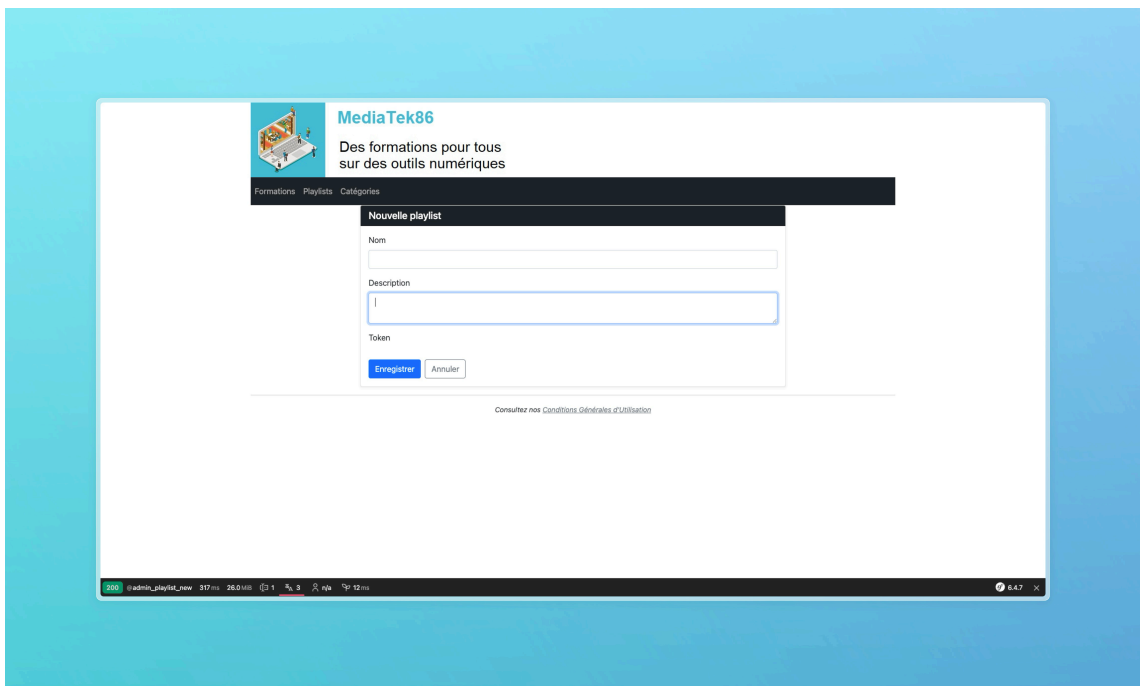 MediaTek86
Des formations pour tous
sur des outils numériques
Formations Playlists Catégories
Nouvelle playlist
Nom
Description
Token
Enregistrer Annuler
Consultez nos Conditions Générales d'Utilisation
200 @admin_playlist_new 317 ms 26.0 MiB 1 3 n/a 12 ms 6.4.7